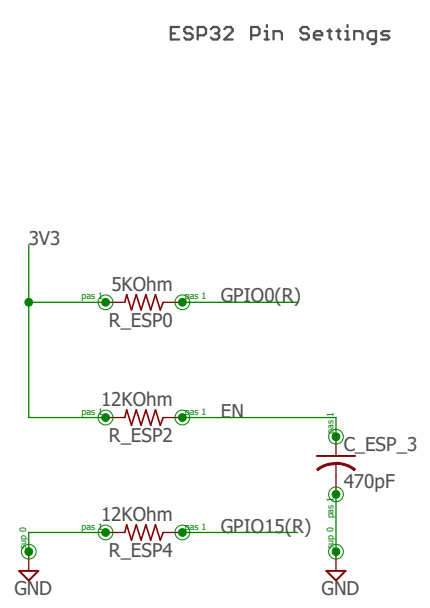 ESP32 Pin Settings
3V3
5KOhm
pas 1 pas 1 GPIO0(R)
R_ESP0
12KOhm
pas 1 pas 1 EN
R_ESP2
pas 1
C_ESP_3
470pF
pas 1
12KOhm
pas 1 pas 1 GPIO15(R)
R_ESP4
sup 0
sup 0
GND
GND